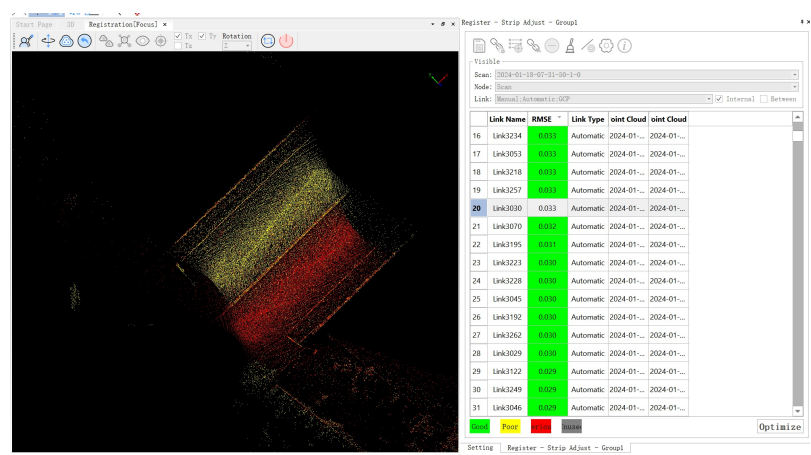 Start Page 3D Registration[Focus] ×
Tx Ty Rotation
Tz Z
Register - Strip Adjust - Group1
Visible
Scan:
Node: Scan
Link: Manual;Automatic;GCP Internal Between
Link Name RMSE Link Type oint Cloud oint Cloud
16 Link3234 0.033 Automatic 2024-01-... 2024-01-...
17 Link3053 0.033 Automatic 2024-01-... 2024-01-...
18 Link3218 0.033 Automatic 2024-01-... 2024-01-...
19 Link3257 0.033 Automatic 2024-01-... 2024-01-...
20 Link3030 0.033 Automatic 2024-01-... 2024-01-...
21 Link3070 0.032 Automatic 2024-01-... 2024-01-...
22 Link3195 0.031 Automatic 2024-01-... 2024-01-...
23 Link3223 0.030 Automatic 2024-01-... 2024-01-...
24 Link3228 0.030 Automatic 2024-01-... 2024-01-...
25 Link3045 0.030 Automatic 2024-01-... 2024-01-...
26 Link3192 0.030 Automatic 2024-01-... 2024-01-...
27 Link3262 0.030 Automatic 2024-01-... 2024-01-...
28 Link3029 0.030 Automatic 2024-01-... 2024-01-...
29 Link3122 0.029 Automatic 2024-01-... 2024-01-...
30 Link3249 0.029 Automatic 2024-01-... 2024-01-...
31 Link3046 0.029 Automatic 2024-01-... 2024-01-...
Good Poor Optimize
Setting Register - Strip Adjust - Group1